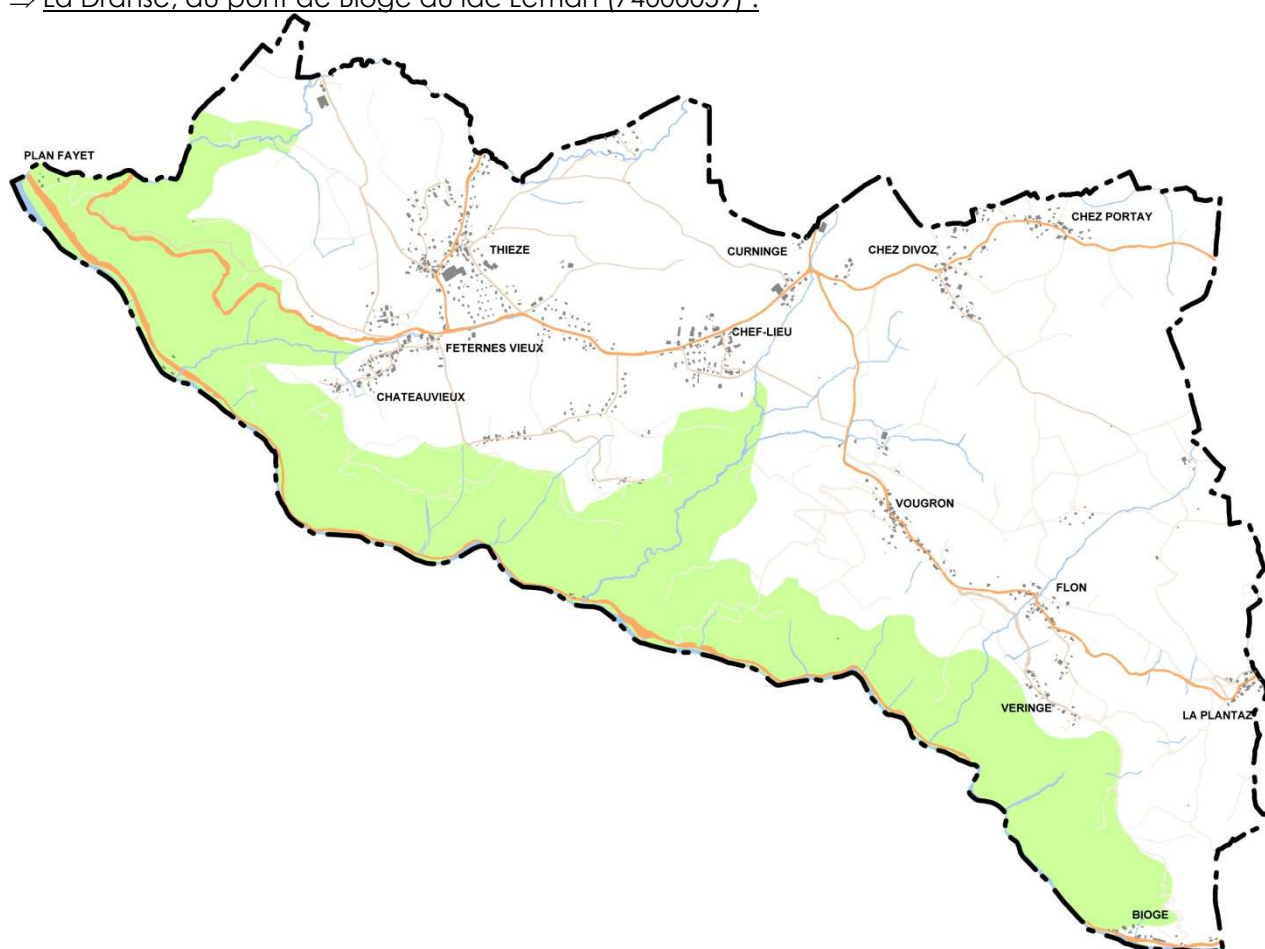 ⇒ La Dranse, du pont de Bioge au lac Léman (74000059) :
PLAN FAYET
CHEZ PORTAY
THIEZE
CURNINGE
CHEZ DIVOZ
CHEF-LIEU
FETERNES VIEUX
CHATEAUVIEUX
VOUGRON
FLON
VERINGE
LA PLANTAZ
BIOGE